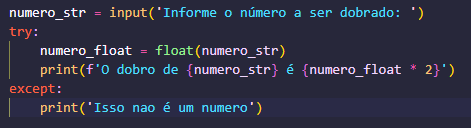 numero_str = input('Informe o número a ser dobrado: ')
try:
    numero_float = float(numero_str)
    print(f'O dobro de {numero_str} é {numero_float * 2}')
except:
    print('Isso nao é um numero')